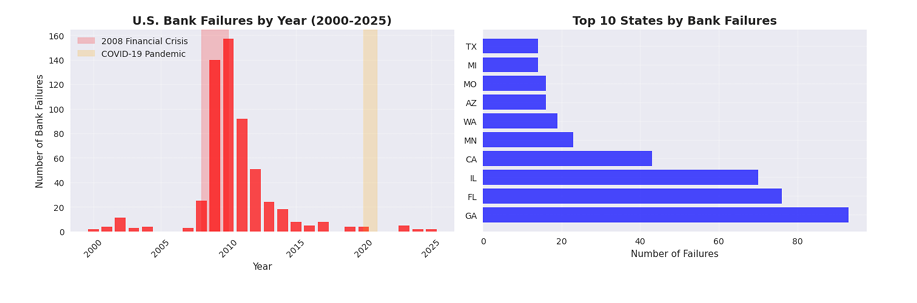 U.S. Bank Failures by Year (2000-2025)
2008 Financial Crisis
COVID-19 Pandemic
Number of Bank Failures
160
140
120
100
80
60
40
20
0
2000
2005
2010
2015
2020
2025
Year
Top 10 States by Bank Failures
TX
MI
MO
AZ
WA
MN
CA
IL
FL
GA
0
20
40
60
80
Number of Failures